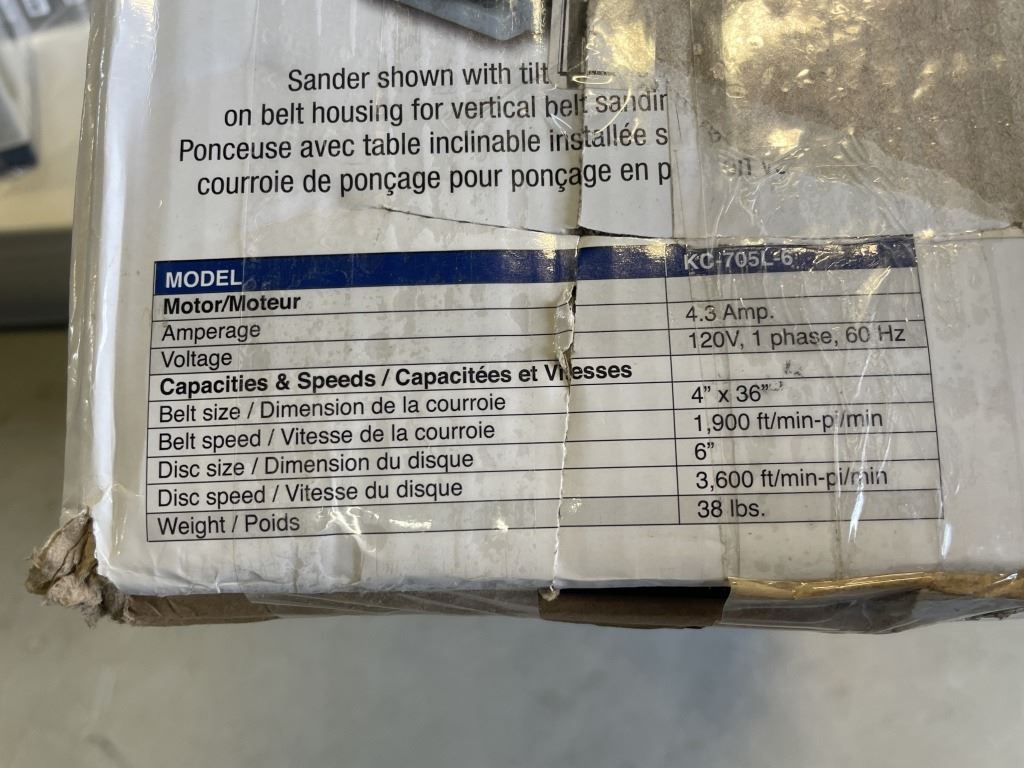 Sander shown with tilt
on belt housing for vertical belt sandin
Ponceuse avec table inclinable installée s
courroie de ponçage pour ponçage en p
MODEL KC-705L-6
Motor/Moteur
Amperage 4.3 Amp.
Voltage 120V, 1 phase, 60 Hz
Capacities & Speeds / Capacitées et Vitesses
Belt size / Dimension de la courroie 4” x 36”
Belt speed / Vitesse de la courroie 1,900 ft/min-pi/min
Disc size / Dimension du disque 6”
Disc speed / Vitesse du disque 3,600 ft/min-pi/min
Weight / Poids 38 lbs.